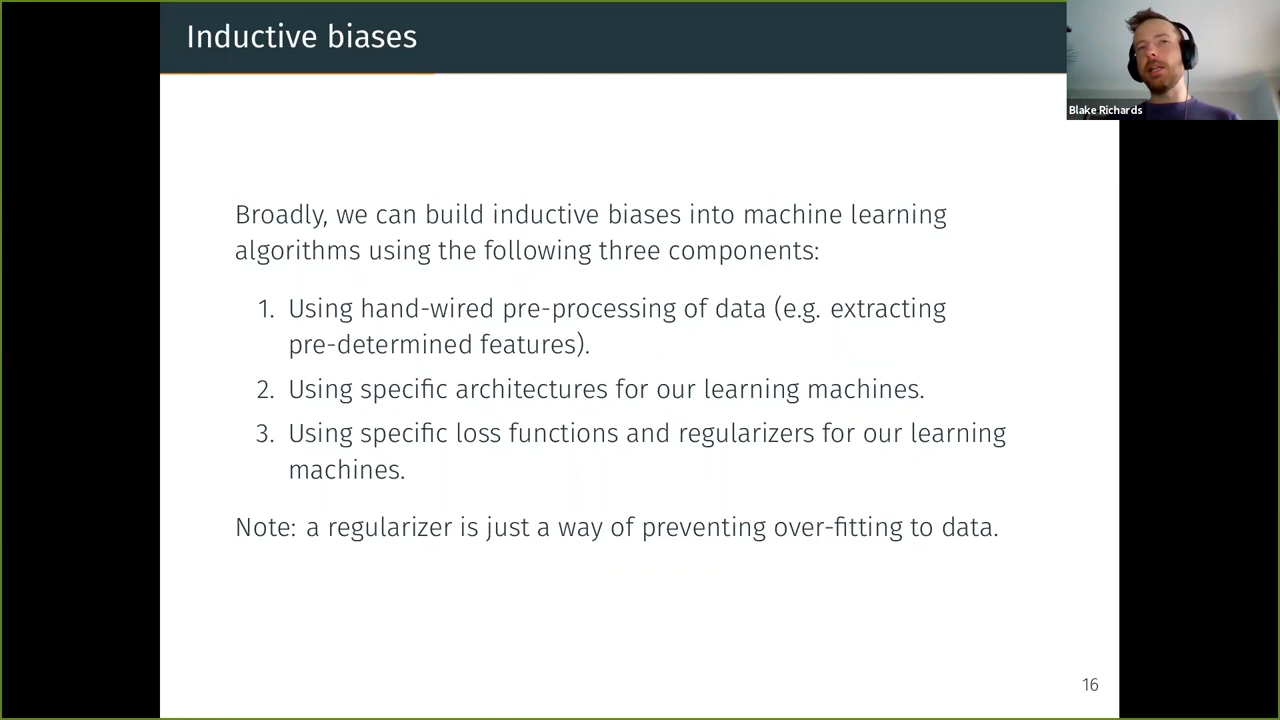 Inductive biases
Blake Richards
Broadly, we can build inductive biases into machine learning
algorithms using the following three components:
1. Using hand-wired pre-processing of data (e.g. extracting
pre-determined features).
2. Using specific architectures for our learning machines.
3. Using specific loss functions and regularizers for our learning
machines.
Note: a regularizer is just a way of preventing over-fitting to data.
16